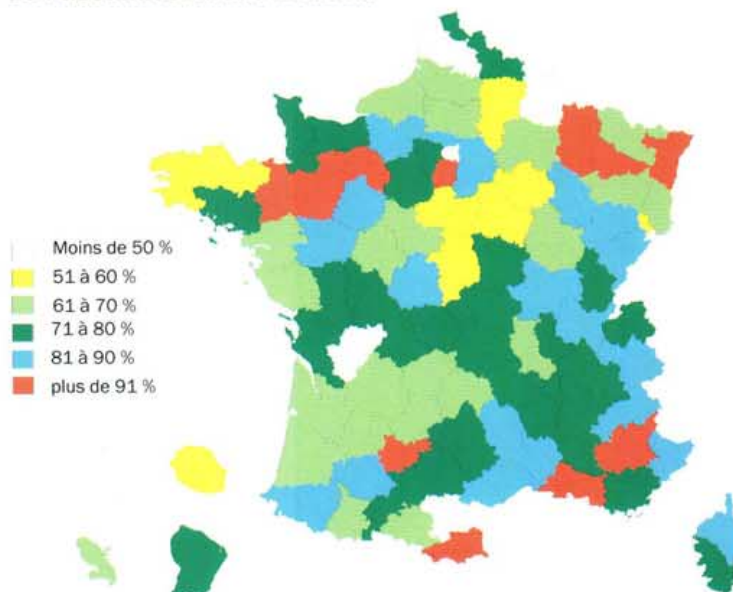 Moins de 50 %
51 à 60 %
61 à 70 %
71 à 80 %
81 à 90 %
plus de 91 %